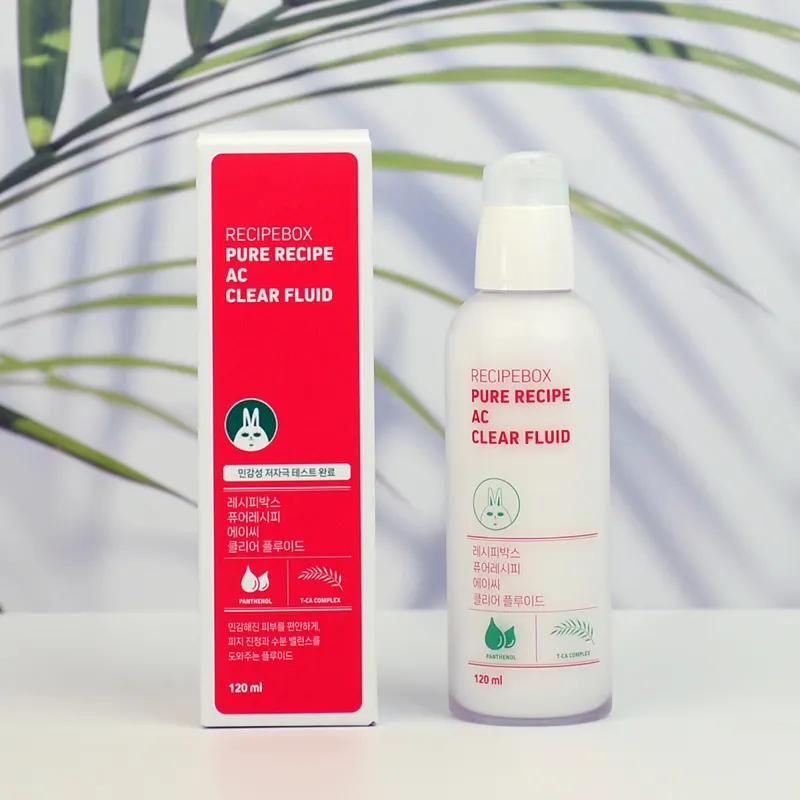 RECIPEBOX
PURE RECIPE
AC
CLEAR FLUID
민감성 저자극 테스트 완료
레시피박스
퓨어레시피
에이씨
클리어 플루이드
PANTHENOL
T-CA COMPLEX
민감해진 피부를 편안하게,
피지 진정과 수분 밸런스를
도와주는 플루이드
120 ml
RECIPEBOX
PURE RECIPE
AC
CLEAR FLUID
레시피박스
퓨어레시피
에이씨
클리어 플루이드
PANTHENOL
T-CA COMPLEX
120 ml